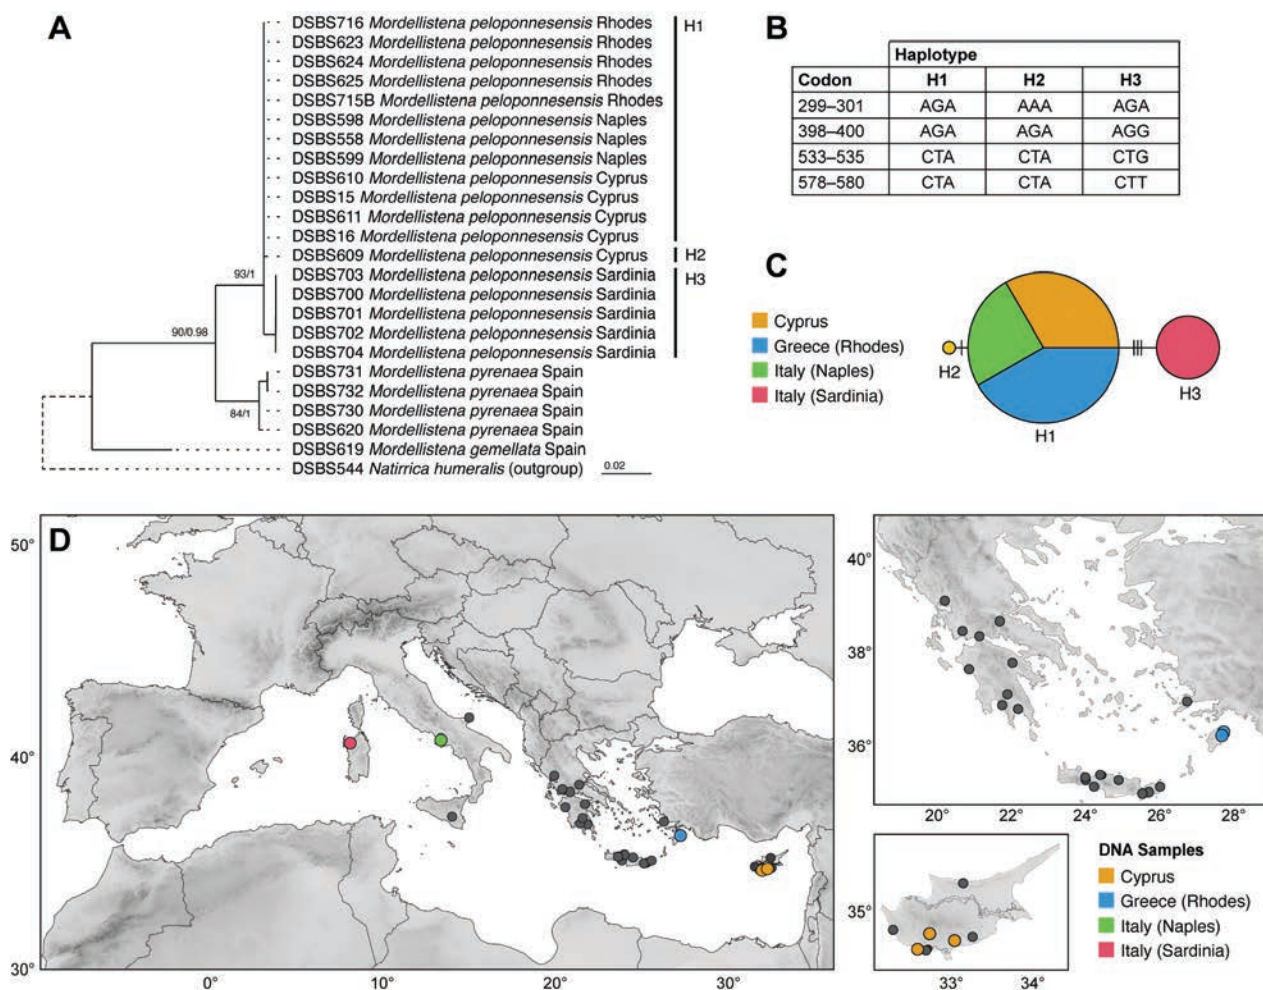 A
DSBS716 Mordellistena peloponnesensis Rhodes
H1
DSBS623 Mordellistena peloponnesensis Rhodes
DSBS624 Mordellistena peloponnesensis Rhodes
DSBS625 Mordellistena peloponnesensis Rhodes
DSBS715B Mordellistena peloponnesensis Rhodes
DSBS598 Mordellistena peloponnesensis Naples
DSBS558 Mordellistena peloponnesensis Naples
DSBS599 Mordellistena peloponnesensis Naples
DSBS610 Mordellistena peloponnesensis Cyprus
DSBS15 Mordellistena peloponnesensis Cyprus
DSBS611 Mordellistena peloponnesensis Cyprus
DSBS16 Mordellistena peloponnesensis Cyprus
DSBS609 Mordellistena peloponnesensis Cyprus
H2
DSBS703 Mordellistena peloponnesensis Sardinia
H3
DSBS700 Mordellistena peloponnesensis Sardinia
DSBS701 Mordellistena peloponnesensis Sardinia
DSBS702 Mordellistena peloponnesensis Sardinia
DSBS704 Mordellistena peloponnesensis Sardinia
DSBS731 Mordellistena pyrenaea Spain
DSBS732 Mordellistena pyrenaea Spain
DSBS730 Mordellistena pyrenaea Spain
DSBS620 Mordellistena pyrenaea Spain
DSBS619 Mordellistena gemellata Spain
DSBS544 Natirrica humeralis (outgroup)
0.02
93/1
90/0.98
84/1
B
Haplotype
Codon H1 H2 H3
299–301 AGA AAA AGA
398–400 AGA AGA AGG
533–535 CTA CTA CTG
578–580 CTA CTA CTT
C
Cyprus
Greece (Rhodes)
Italy (Naples)
Italy (Sardinia)
H2
H1
H3
D
50°
45°
40°
35°
30°
0°
10°
20°
30°
40°
38°
36°
20°
22°
24°
26°
28°
35°
33°
34°
DNA Samples
Cyprus
Greece (Rhodes)
Italy (Naples)
Italy (Sardinia)